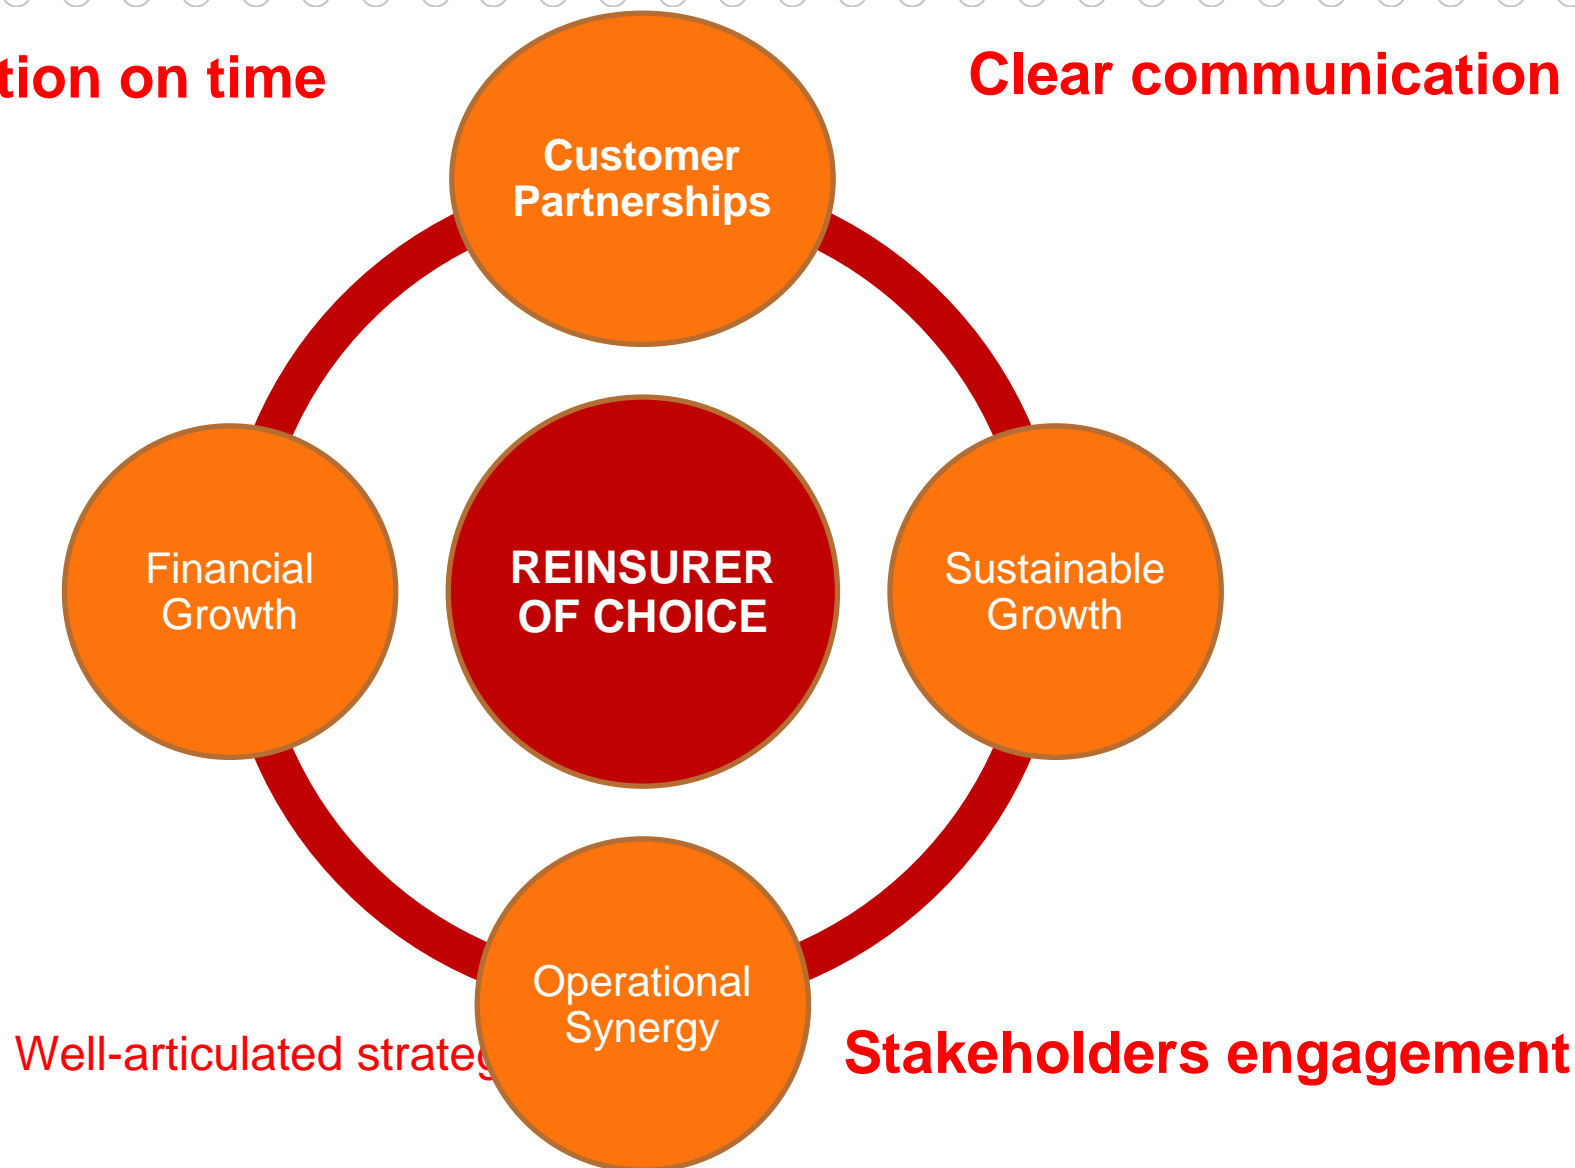 tion on time
Clear communication
Customer
Partnerships
Financial
Growth
REINSURER
OF CHOICE
Sustainable
Growth
Operational
Synergy
Well-articulated strateg
Stakeholders engagement